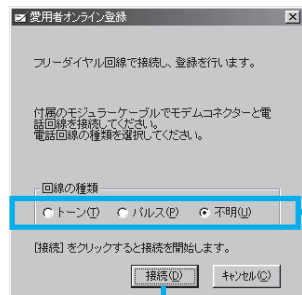 愛用者オンライン登録
フリーダイヤル回線で接続し、登録を行います。
付属のモジュラーケーブルでモデムコネクターと電
話回線を接続してください。
電話回線の種類を選択してください。
回線の種類
トーン(T) パルス(P) 不明(U)
[接続] をクリックすると接続を開始します。
接続(D) キャンセル(C)